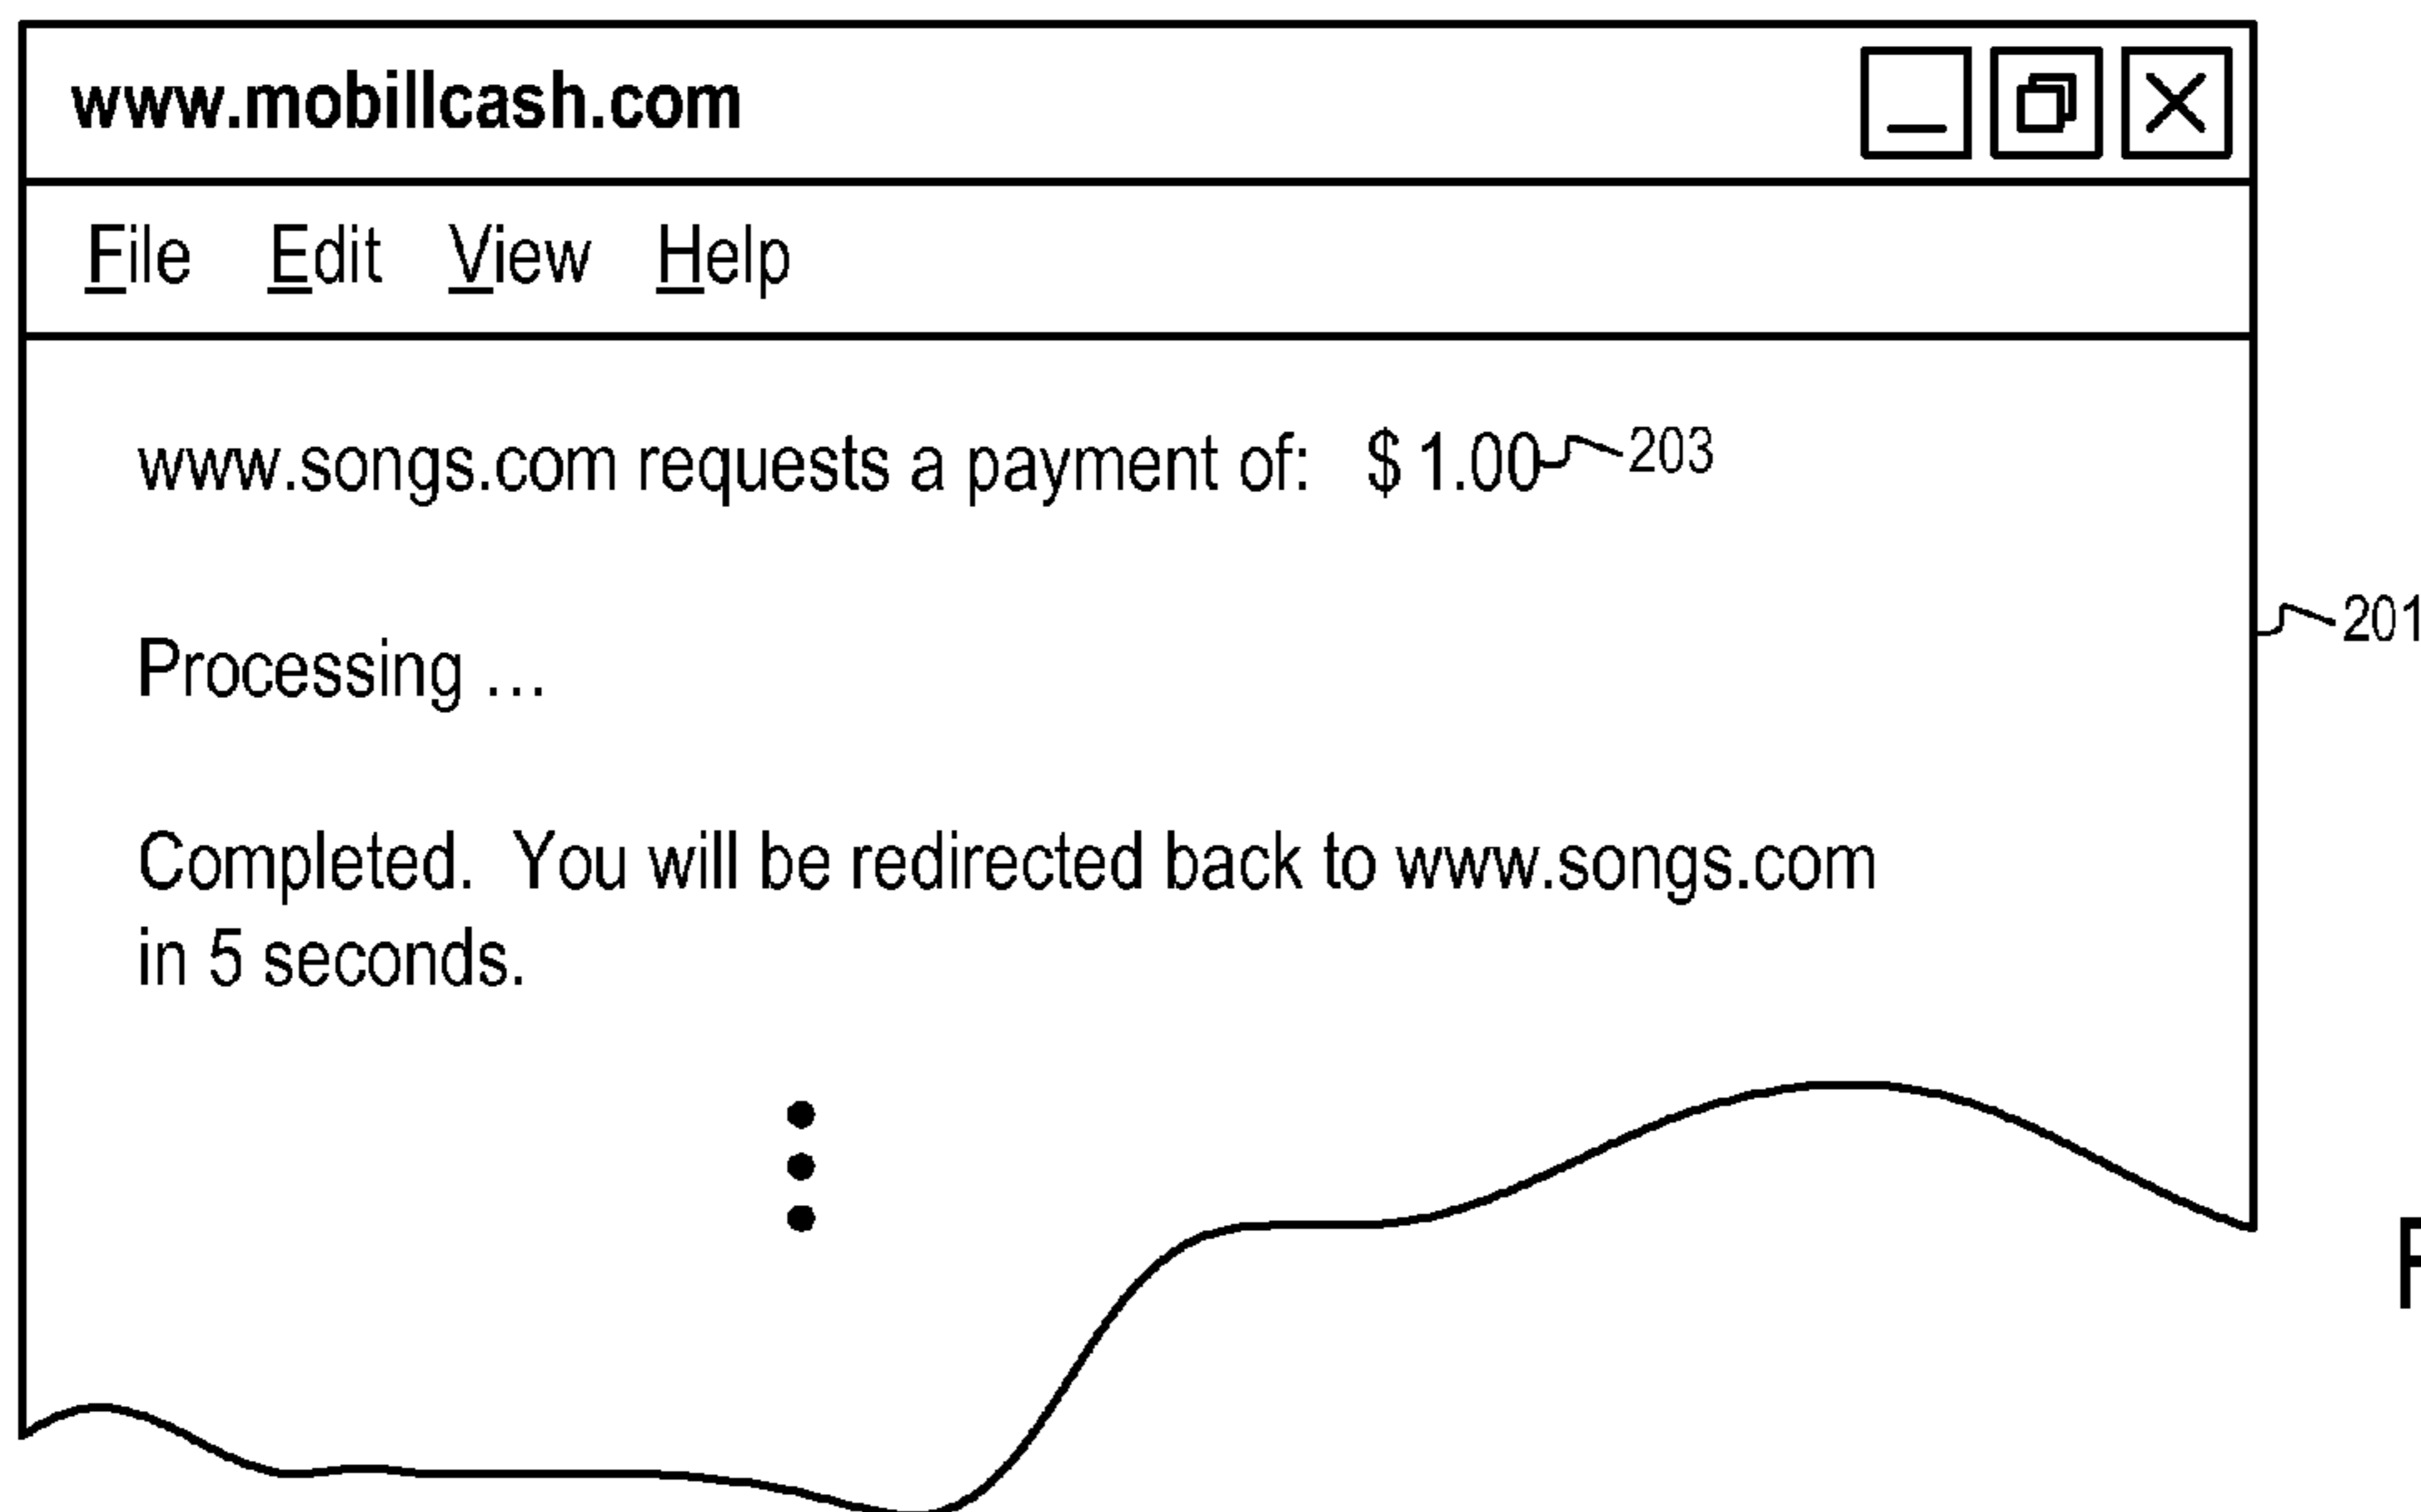 www.mobillcash.com
File Edit View Help
www.songs.com requests a payment of: $ 1.00 203
201
Processing ...
Completed. You will be redirected back to www.songs.com
in 5 seconds.